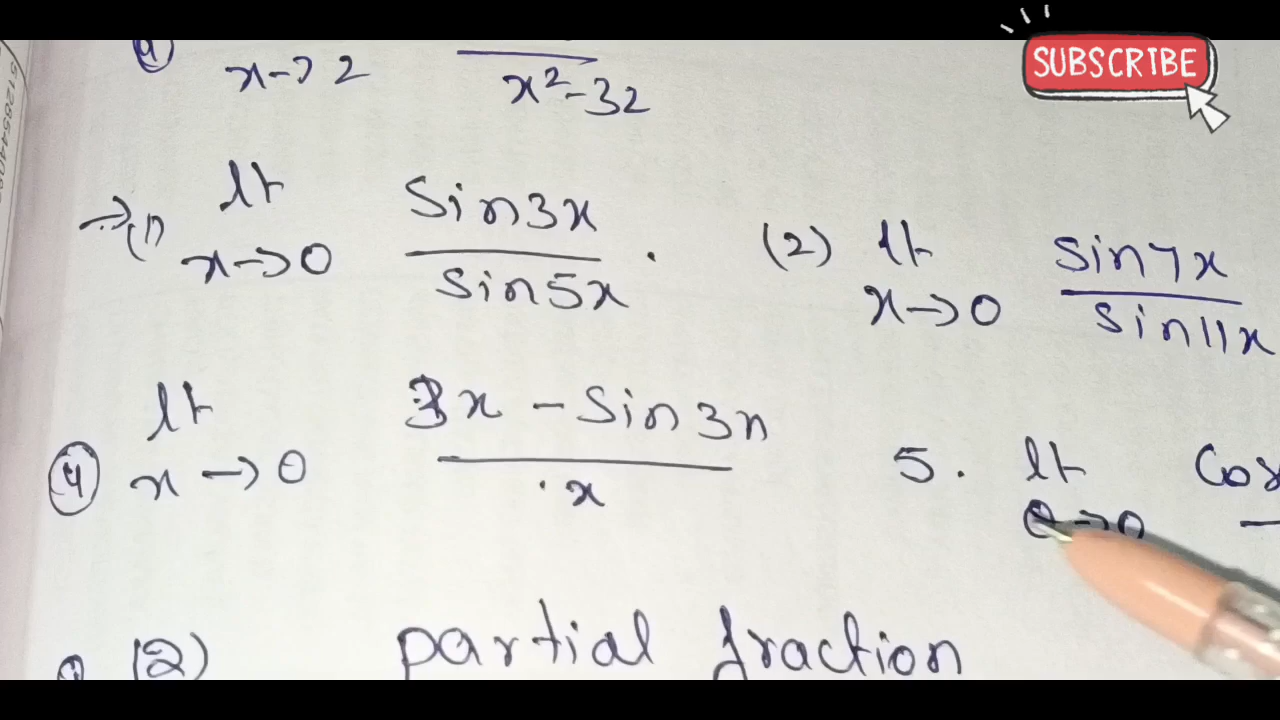 SUBSCRIBE
x→2 x²-32
→(1) lt x→0 Sin3x / Sin5x .
(2) lt x→0 Sin7x / Sin11x
(4) lt x→0 3x - Sin3x / x
5. lt θ→0 Cos
(2) partial fraction